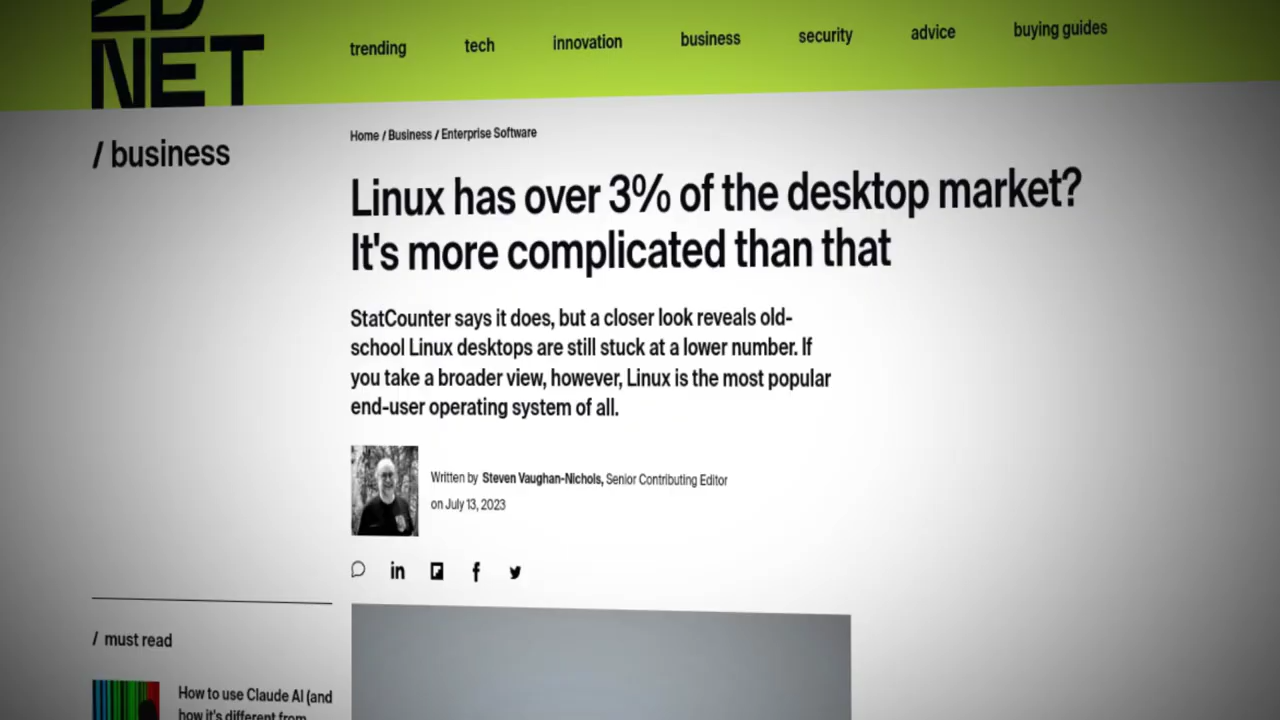 ZD
NET
trending tech innovation business security advice buying guides
/ business
Home / Business / Enterprise Software
Linux has over 3% of the desktop market?
It's more complicated than that
StatCounter says it does, but a closer look reveals old-
school Linux desktops are still stuck at a lower number. If
you take a broader view, however, Linux is the most popular
end-user operating system of all.
Written by Steven Vaughan-Nichols, Senior Contributing Editor
on July 13, 2023
/ must read
How to use Claude AI (and
how it's different from